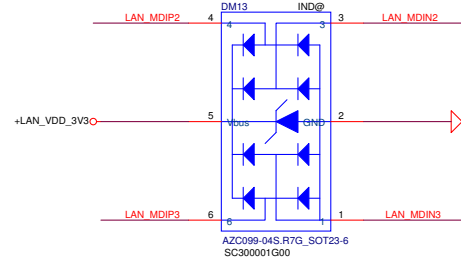 DM13 IND@
LAN_MDIP2 4 4 3 3 LAN_MDIN2
+LAN_VDD_3V3 5 Vbus GND 2
LAN_MDIP3 6 6 1 1 LAN_MDIN3
AZC099-04S.R7G_SOT23-6
SC300001G00